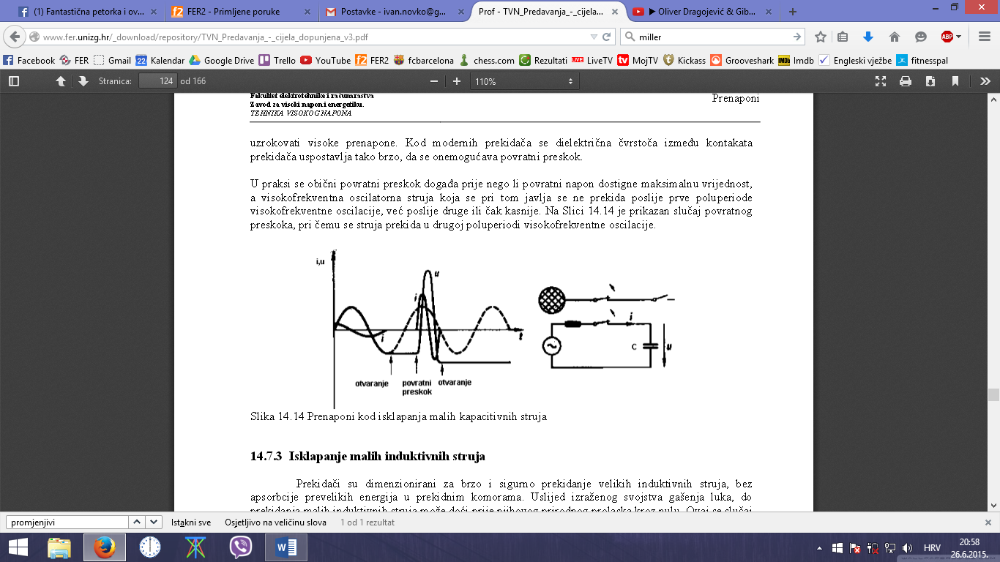 (1) Fantastična petorka i ov...
FER2 - Primljene poruke
Postavke - ivan.novko@g...
Prof - TVN_Predavanja_-_cijela...
Oliver Dragojević & Gib...
www.fer.unizg.hr/_download/repository/TVN_Predavanja_-_cijela_dopunjena_v3.pdf
miller
ABP
Facebook FER Gmail 22 Kalendar Google Drive Trello YouTube f2 FER2 fcbarcelona chess.com Rezultati LIVE LiveTV tv MojTV Kickass Grooveshark IMDb Imdb Engleski vježbe fitnesspal
Stranica: 124 od 166
110%
Fakultet elektrotehnike i računarastva
Zavod za visoki napon i energetiku.
TEHNIKA VISOKOG NAPONA
Prenaponi
uzrokovati visoke prenapone. Kod modernih prekidača se dielektrična čvrstoča između kontakata
prekidača uspostavlja tako brzo, da se onemogućava povratni preskok.
U praksi se obični povratni preskok događa prije nego li povratni napon dostigne maksimalnu vrijednost,
a visokofrekventna oscilatorna struja koja se pri tom javlja se ne prekida poslije prve poluperiode
visokofrekventne oscilacije, već poslije druge ili čak kasnije. Na Slici 14.14 je prikazan slučaj povratnog
preskoka, pri čemu se struja prekida u drugoj poluperiodi visokofrekventne oscilacije.
i,u
u
i
i
t
otvaranje
povratni
preskok
otvaranje
i
C
u
Slika 14.14 Prenaponi kod isklapanja malih kapacitivnih struja
14.7.3 Isklapanje malih induktivnih struja
Prekidači su dimenzionirani za brzo i sigurno prekidanje velikih induktivnih struja, bez
apsorbcije prevelikih energija u prekidnim komorama. Uslijed izraženog svojstva gašenja luka, do
prekidanja malih induktivnih struja može doći prije njihovog prirodnog prolaska kroz nulu. Ovaj se slučaj
promjenjivi
Istakni sve
Osjetljivo na veličinu slova
1 od 1 rezultat
HRV
20:58
26.6.2015.